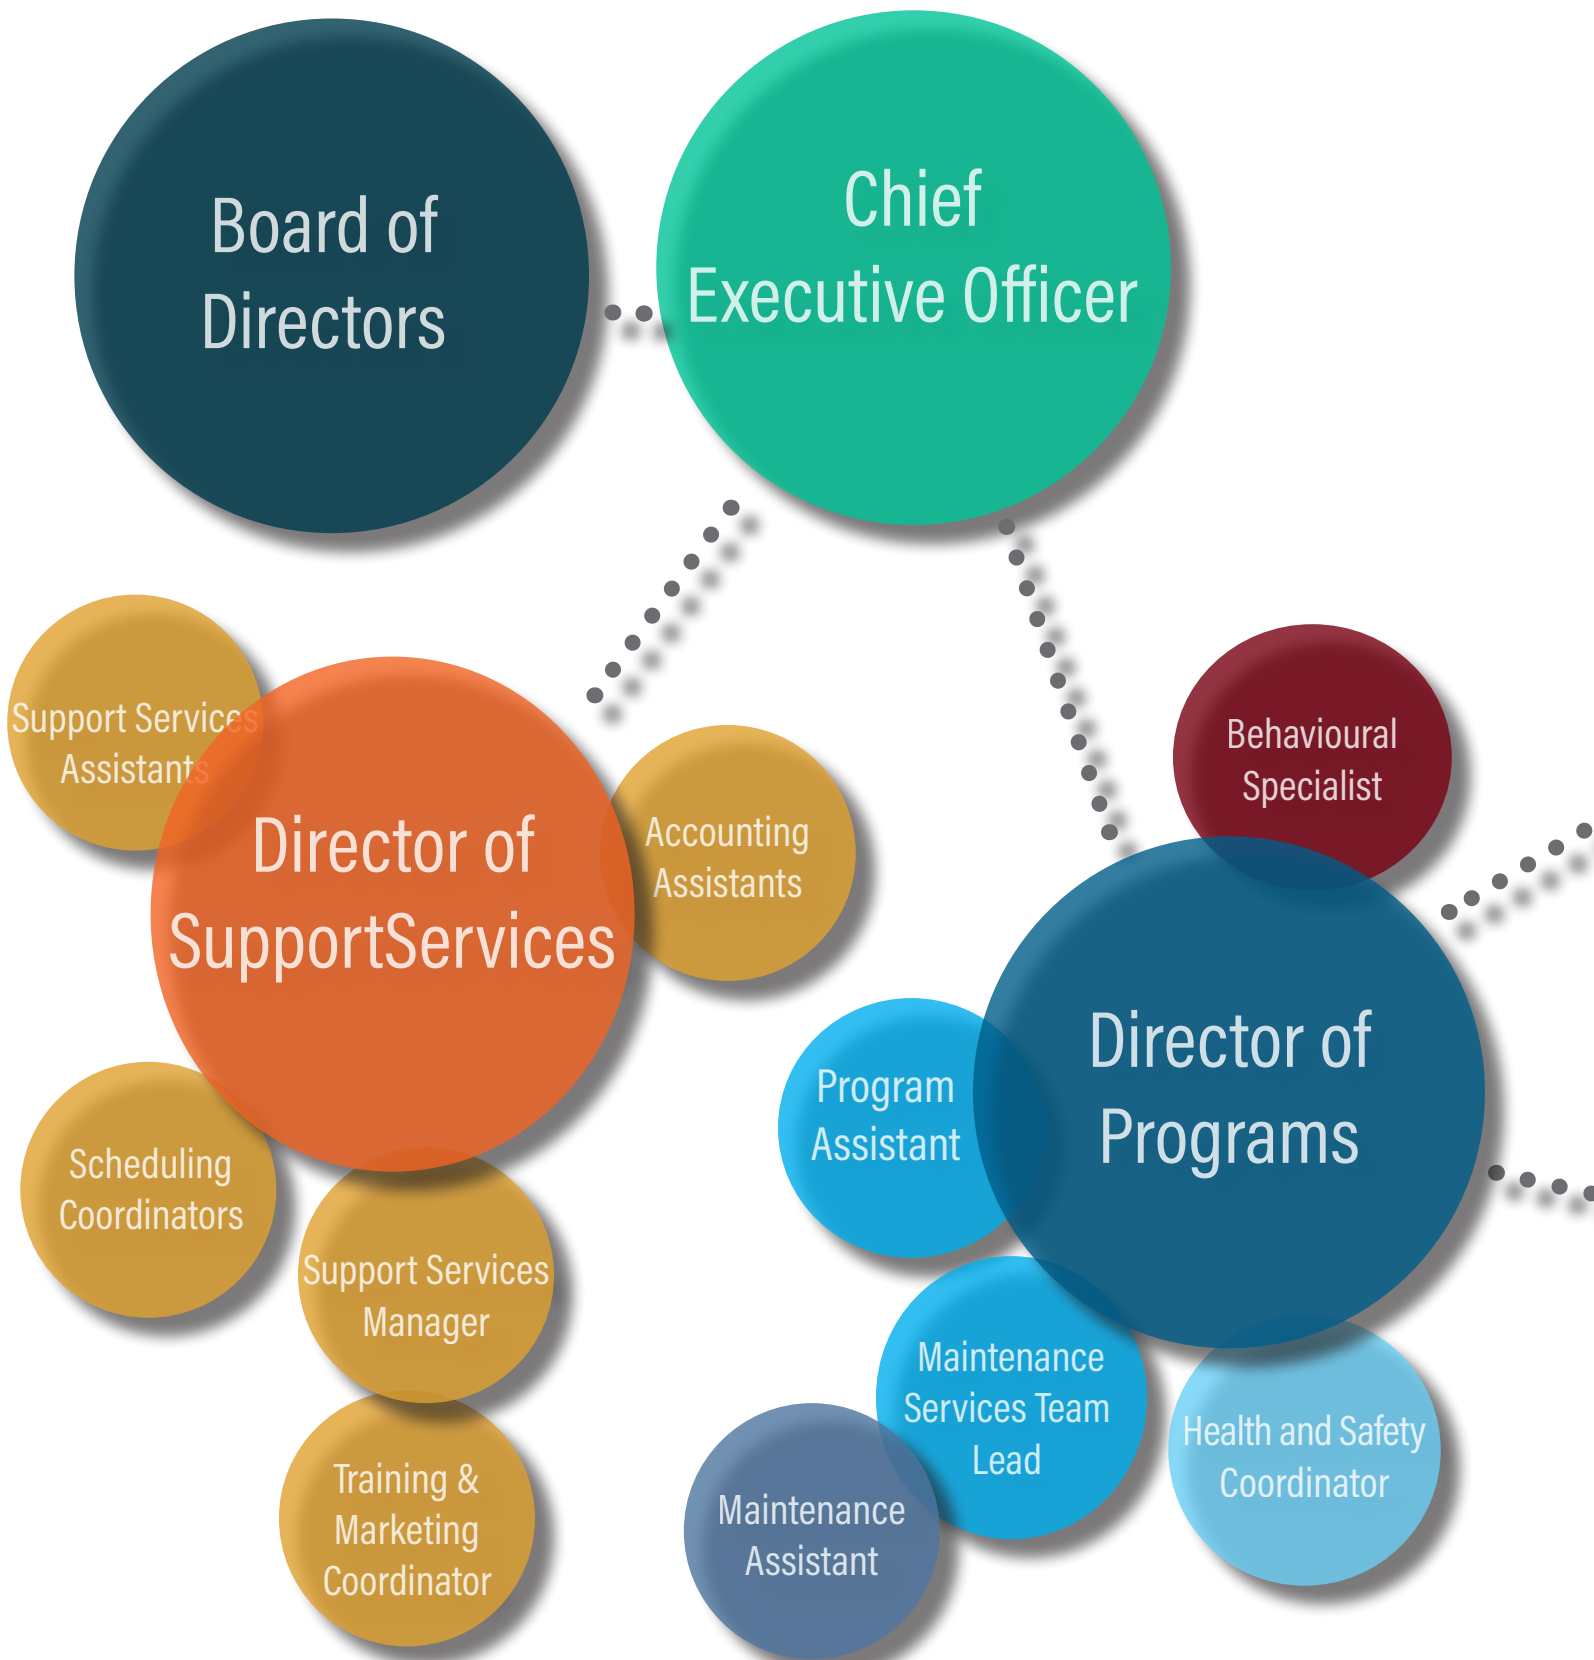 Board of
Directors
Chief
Executive Officer
Support Services
Assistants
Director of
SupportServices
Accounting
Assistants
Behavioural
Specialist
Director of
Programs
Program
Assistant
Scheduling
Coordinators
Support Services
Manager
Training &
Marketing
Coordinator
Maintenance
Services Team
Lead
Maintenance
Assistant
Health and Safety
Coordinator